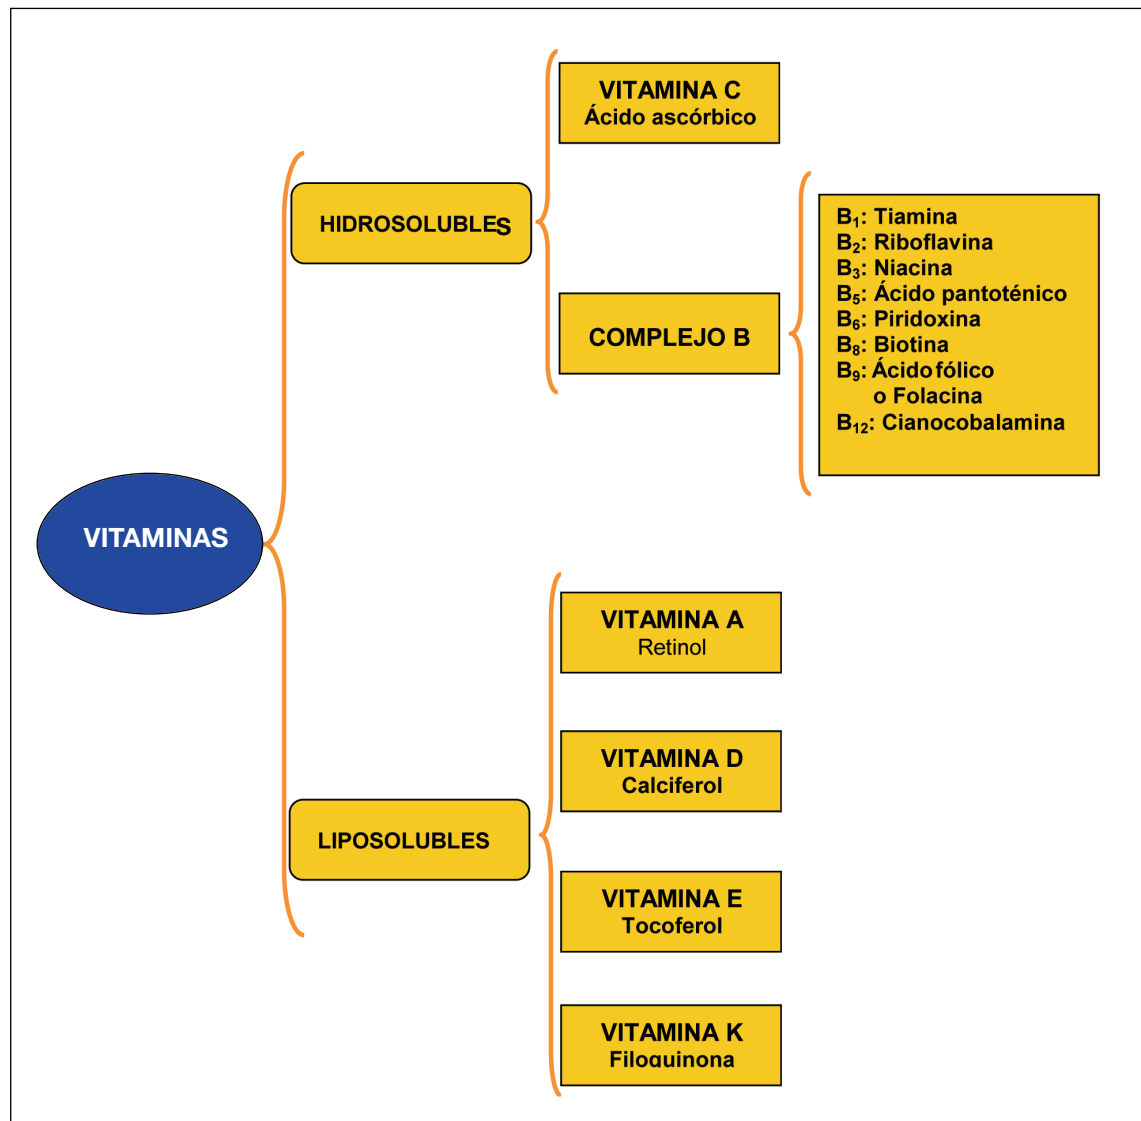 VITAMINAS
HIDROSOLUBLES
VITAMINA C
Ácido ascórbico
COMPLEJO B
B₁: Tiamina
B₂: Riboflavina
B₃: Niacina
B₅: Ácido pantoténico
B₆: Piridoxina
B₈: Biotina
B₉: Ácido fólico
o Folacina
B₁₂: Cianocobalamina
LIPOSOLUBLES
VITAMINA A
Retinol
VITAMINA D
Calciferol
VITAMINA E
Tocoferol
VITAMINA K
Filoquinona